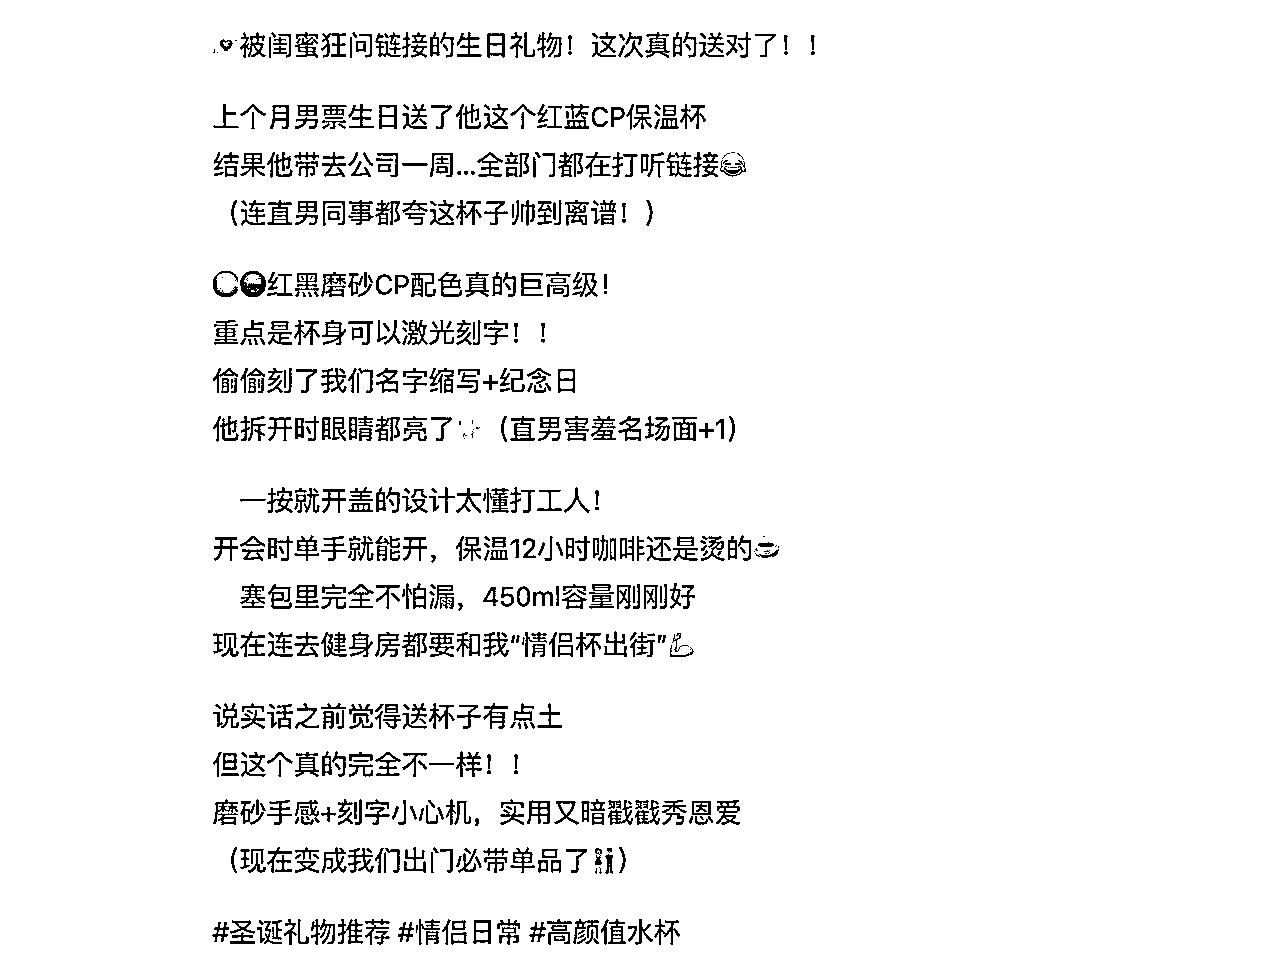 💕被闺蜜狂问链接的生日礼物！这次真的送对了！！
上个月男票生日送了他这个红蓝CP保温杯
结果他带去公司一周...全部门都在打听链接😂
（连直男同事都夸这杯子帅到离谱！）
红黑磨砂CP配色真的巨高级！
重点是杯身可以激光刻字！！
偷偷刻了我们名字缩写+纪念日
他拆开时眼睛都亮了✨（直男害羞名场面+1）
一按就开盖的设计太懂打工人！
开会时单手就能开，保温12小时咖啡还是烫的☕
塞包里完全不怕漏，450ml容量刚刚好
现在连去健身房都要和我“情侣杯出街”💪
说实话之前觉得送杯子有点土
但这个真的完全不一样！！
磨砂手感+刻字小心机，实用又暗戳戳秀恩爱
（现在变成我们出门必带单品了👫）
#圣诞礼物推荐 #情侣日常 #高颜值水杯